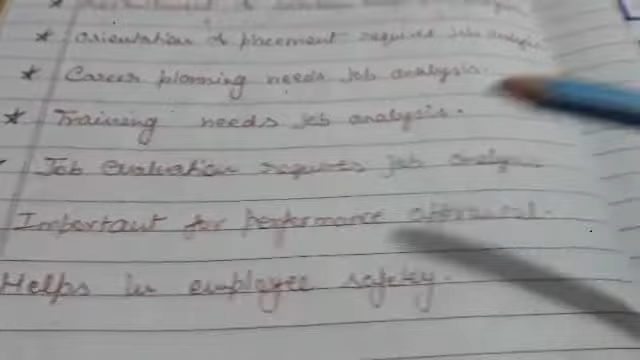 * Orientation & placement requires job analysis
* Career planning needs job analysis.
* Training needs job analysis.
Job evaluation requires job analysis
Important for performance appraisal.
Helps in employee safety.